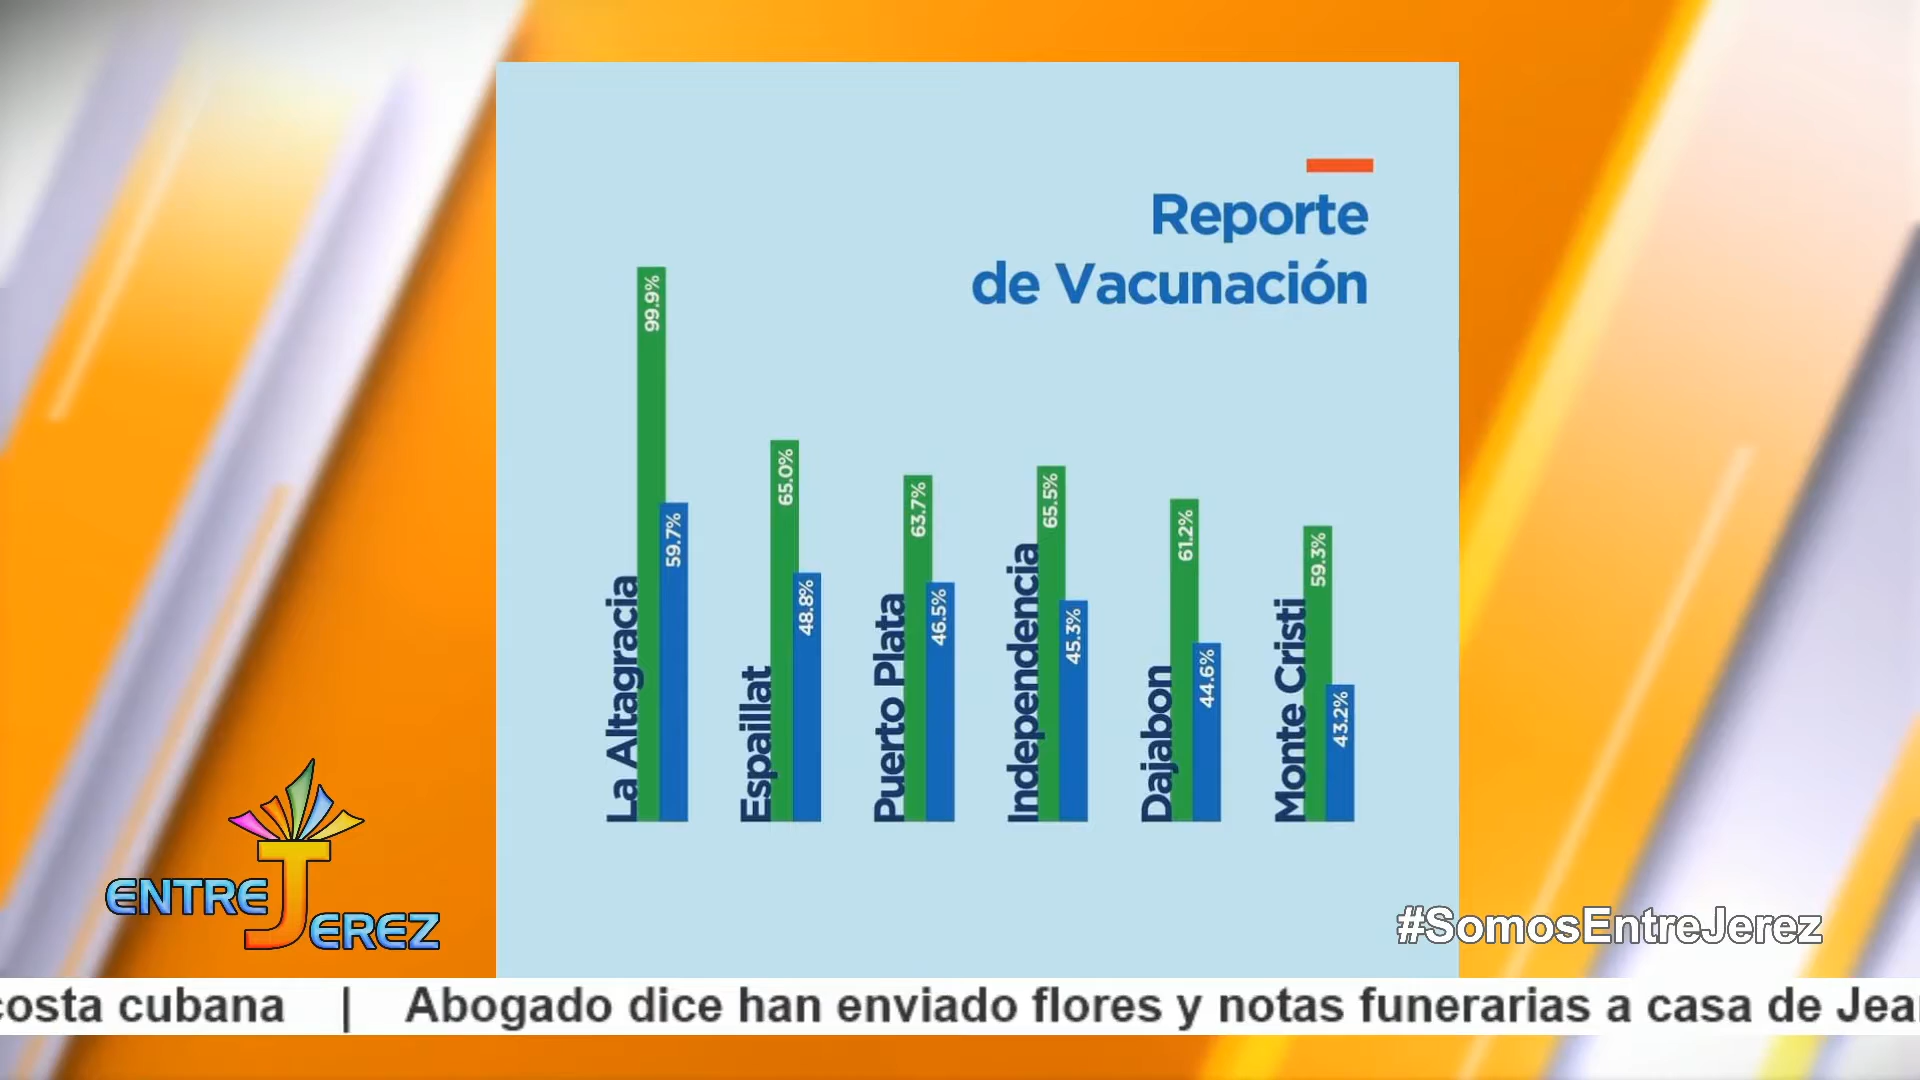 Reporte
de Vacunación
La Altagracia
99.9%
59.7%
Espaillat
65.0%
48.8%
Puerto Plata
63.7%
46.5%
Independencia
65.5%
45.3%
Dajabon
61.2%
44.6%
Monte Cristi
59.3%
43.2%
ENTRE JEREZ
#SomosEntreJerez
costa cubana | Abogado dice han enviado flores y notas funerarias a casa de Jea